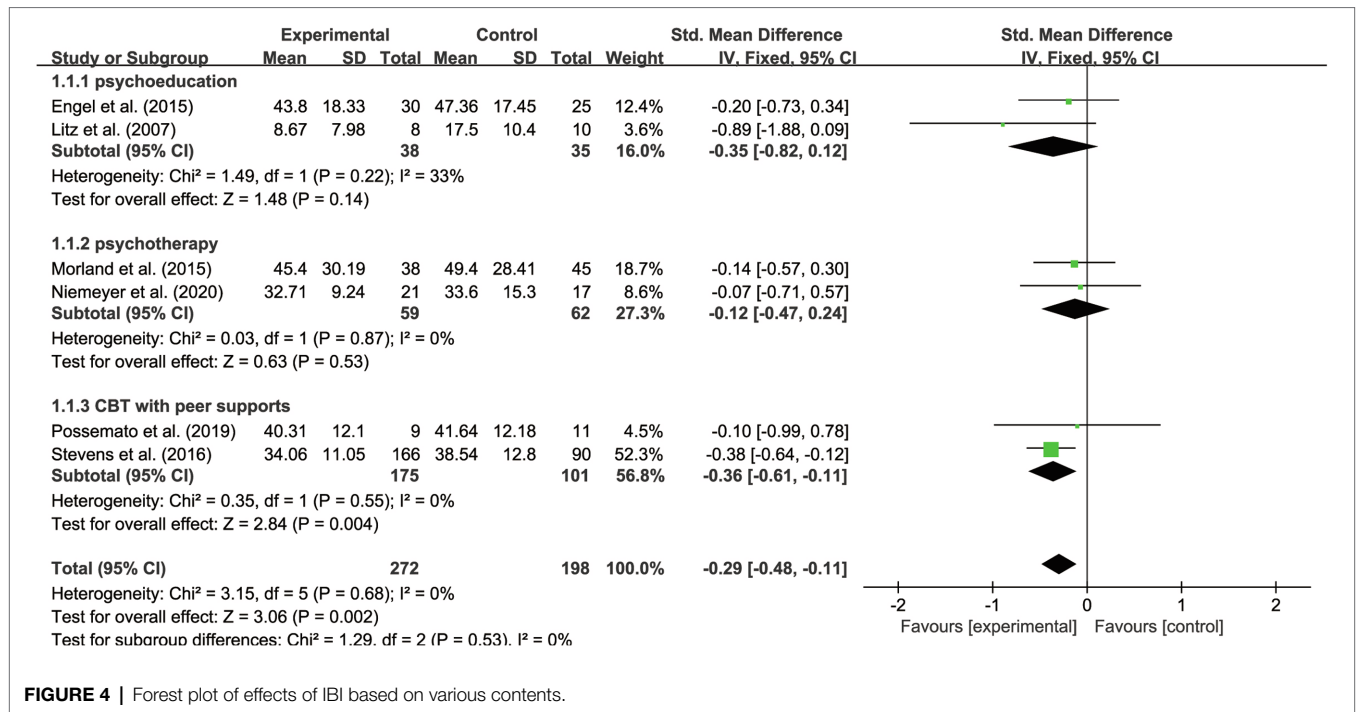 Experimental Control Std. Mean Difference Std. Mean Difference
Study or Subgroup Mean SD Total Mean SD Total Weight IV, Fixed, 95% CI IV, Fixed, 95% CI
1.1.1 psychoeducation
Engel et al. (2015) 43.8 18.33 30 47.36 17.45 25 12.4% -0.20 [-0.73, 0.34]
Litz et al. (2007) 8.67 7.98 8 17.5 10.4 10 3.6% -0.89 [-1.88, 0.09]
Subtotal (95% CI) 38 35 16.0% -0.35 [-0.82, 0.12]
Heterogeneity: Chi² = 1.49, df = 1 (P = 0.22); I² = 33%
Test for overall effect: Z = 1.48 (P = 0.14)
1.1.2 psychotherapy
Morland et al. (2015) 45.4 30.19 38 49.4 28.41 45 18.7% -0.14 [-0.57, 0.30]
Niemeyer et al. (2020) 32.71 9.24 21 33.6 15.3 17 8.6% -0.07 [-0.71, 0.57]
Subtotal (95% CI) 59 62 27.3% -0.12 [-0.47, 0.24]
Heterogeneity: Chi² = 0.03, df = 1 (P = 0.87); I² = 0%
Test for overall effect: Z = 0.63 (P = 0.53)
1.1.3 CBT with peer supports
Possemato et al. (2019) 40.31 12.1 9 41.64 12.18 11 4.5% -0.10 [-0.99, 0.78]
Stevens et al. (2016) 34.06 11.05 166 38.54 12.8 90 52.3% -0.38 [-0.64, -0.12]
Subtotal (95% CI) 175 101 56.8% -0.36 [-0.61, -0.11]
Heterogeneity: Chi² = 0.35, df = 1 (P = 0.55); I² = 0%
Test for overall effect: Z = 2.84 (P = 0.004)
Total (95% CI) 272 198 100.0% -0.29 [-0.48, -0.11]
Heterogeneity: Chi² = 3.15, df = 5 (P = 0.68); I² = 0%
Test for overall effect: Z = 3.06 (P = 0.002)
Test for subgroup differences: Chi² = 1.29, df = 2 (P = 0.53), I² = 0%
-2 -1 0 1 2
Favours [experimental] Favours [control]
FIGURE 4 | Forest plot of effects of IBI based on various contents.